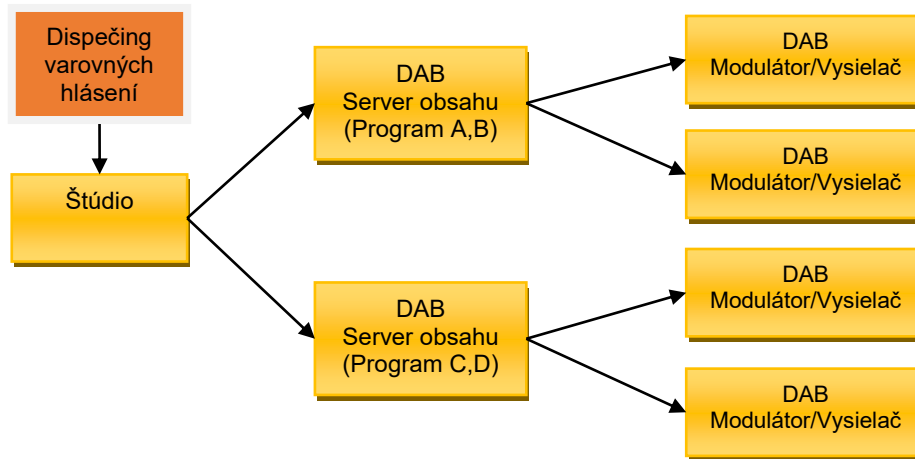 Dispečing
varovných
hlásení
Štúdio
DAB
Server obsahu
(Program A,B)
DAB
Server obsahu
(Program C,D)
DAB
Modulátor/Vysielač
DAB
Modulátor/Vysielač
DAB
Modulátor/Vysielač
DAB
Modulátor/Vysielač